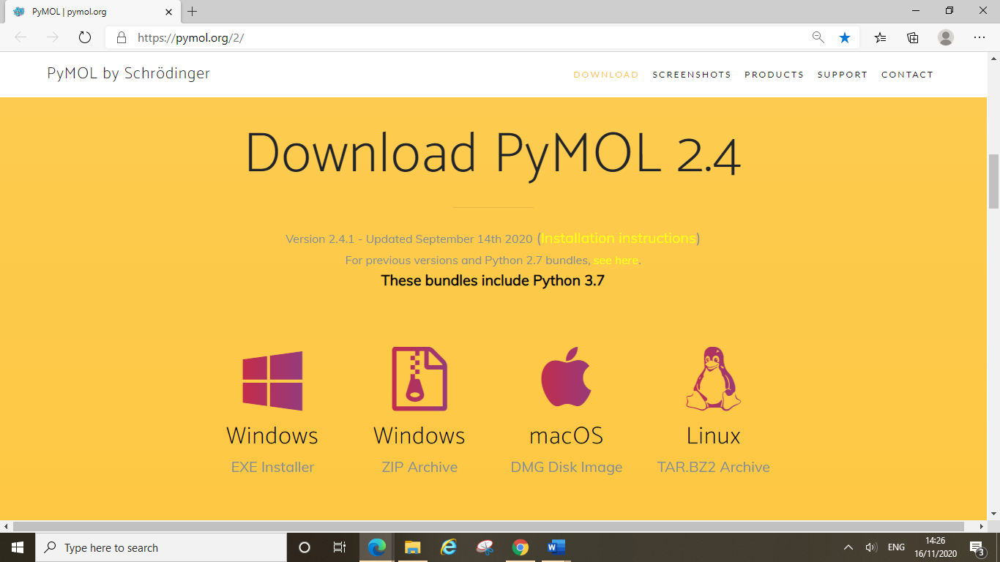 PyMOL | pymol.org
https://pymol.org/2/
PyMOL by Schrödinger
DOWNLOAD SCREENSHOTS PRODUCTS SUPPORT CONTACT
Download PyMOL 2.4
Version 2.4.1 - Updated September 14th 2020 (Installation instructions)
For previous versions and Python 2.7 bundles, see here.
These bundles include Python 3.7
Windows Windows macOS Linux
EXE Installer ZIP Archive DMG Disk Image TAR.BZ2 Archive
Type here to search
ENG
14:26
16/11/2020
3